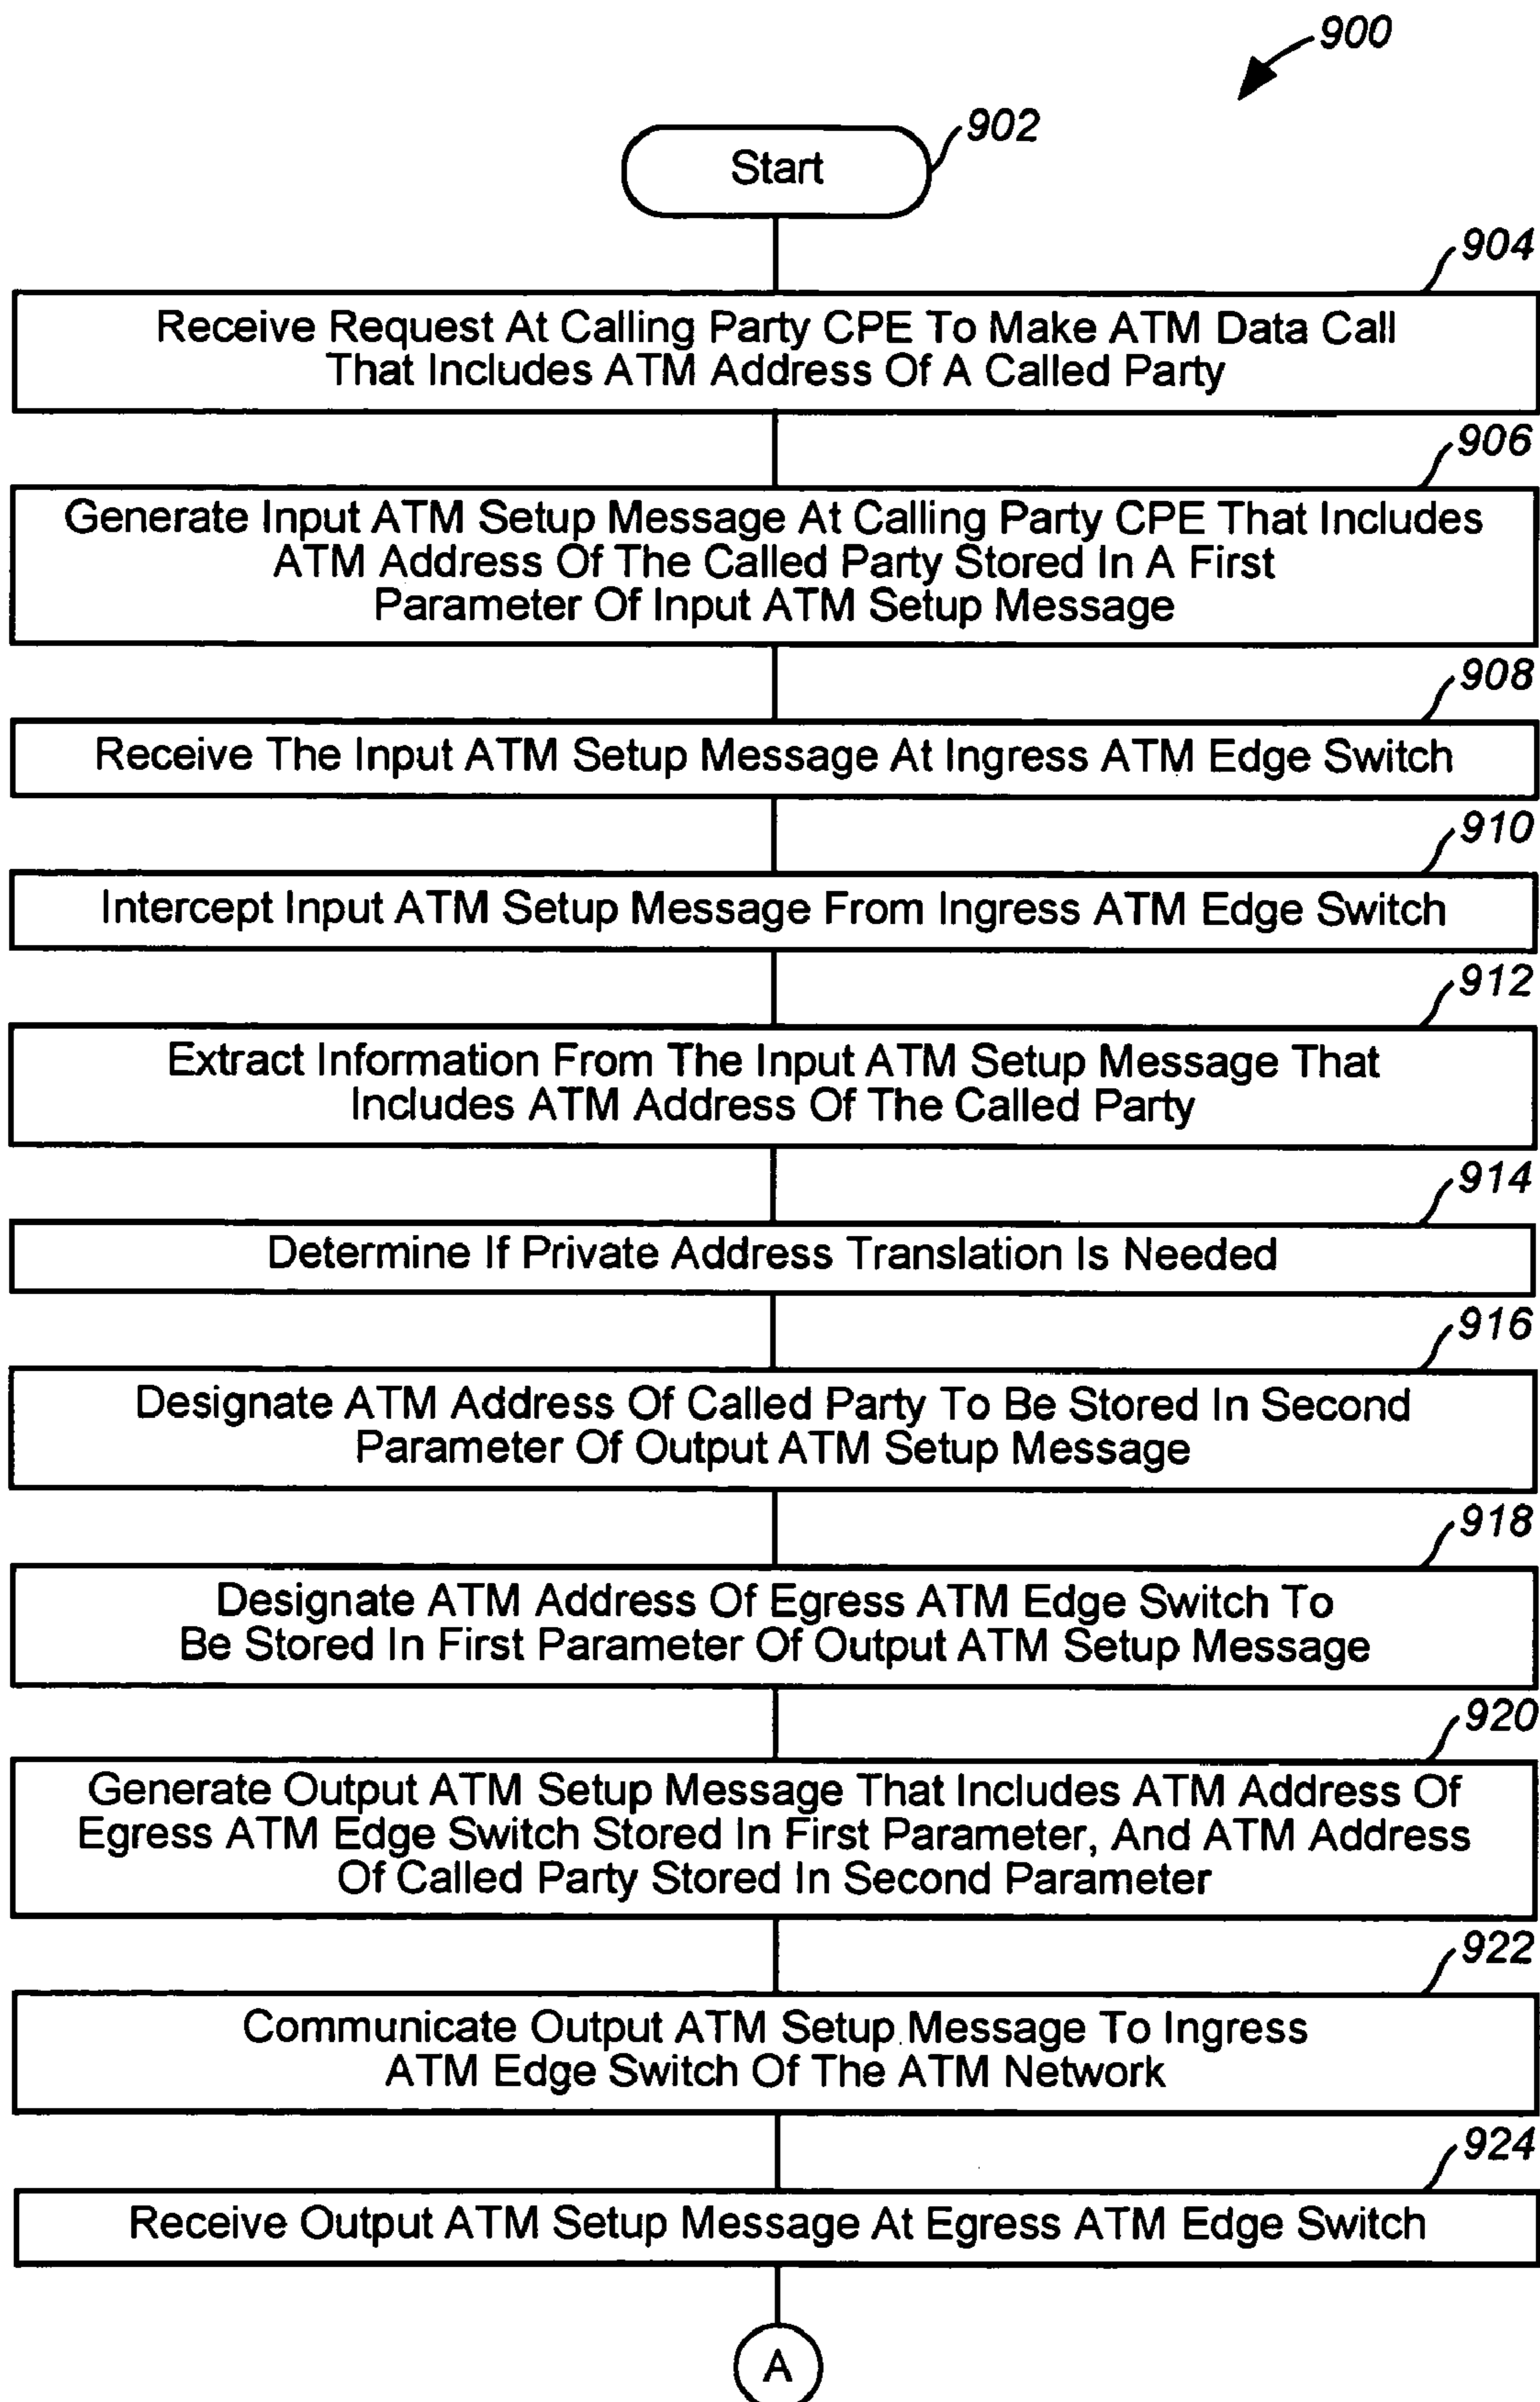 900
902
Start
904
Receive Request At Calling Party CPE To Make ATM Data Call
That Includes ATM Address Of A Called Party
906
Generate Input ATM Setup Message At Calling Party CPE That Includes
ATM Address Of The Called Party Stored In A First
Parameter Of Input ATM Setup Message
908
Receive The Input ATM Setup Message At Ingress ATM Edge Switch
910
Intercept Input ATM Setup Message From Ingress ATM Edge Switch
912
Extract Information From The Input ATM Setup Message That
Includes ATM Address Of The Called Party
914
Determine If Private Address Translation Is Needed
916
Designate ATM Address Of Called Party To Be Stored In Second
Parameter Of Output ATM Setup Message
918
Designate ATM Address Of Egress ATM Edge Switch To
Be Stored In First Parameter Of Output ATM Setup Message
920
Generate Output ATM Setup Message That Includes ATM Address Of
Egress ATM Edge Switch Stored In First Parameter, And ATM Address
Of Called Party Stored In Second Parameter
922
Communicate Output ATM Setup Message To Ingress
ATM Edge Switch Of The ATM Network
924
Receive Output ATM Setup Message At Egress ATM Edge Switch
A